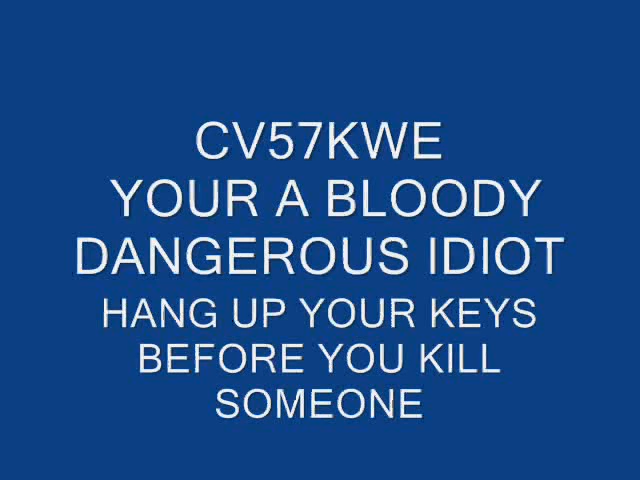 CV57KWE
YOUR A BLOODY
DANGEROUS IDIOT
HANG UP YOUR KEYS
BEFORE YOU KILL
SOMEONE